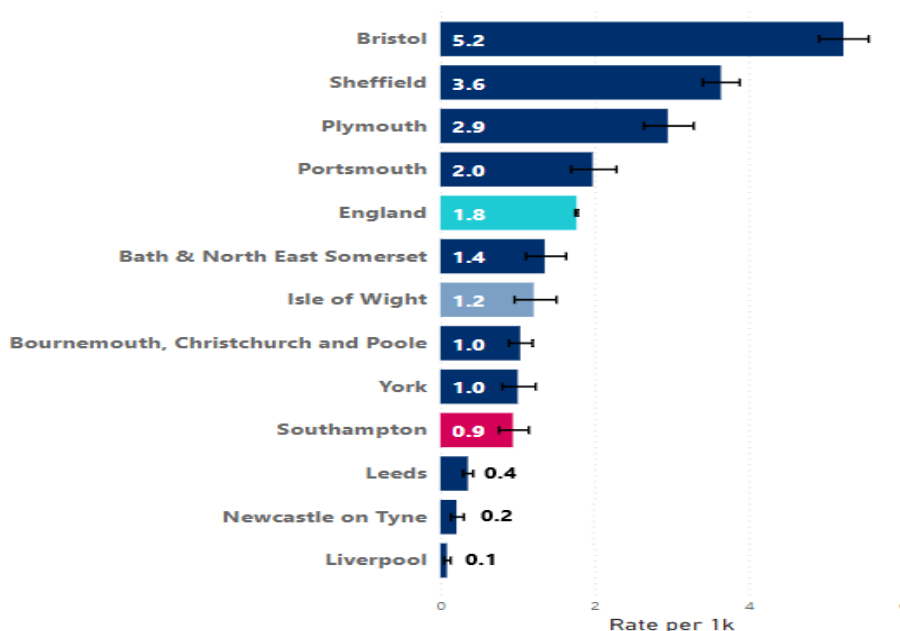 Bristol 5.2
Sheffield 3.6
Plymouth 2.9
Portsmouth 2.0
England 1.8
Bath & North East Somerset 1.4
Isle of Wight 1.2
Bournemouth, Christchurch and Poole 1.0
York 1.0
Southampton 0.9
Leeds 0.4
Newcastle on Tyne 0.2
Liverpool 0.1
0 2 4
Rate per 1k